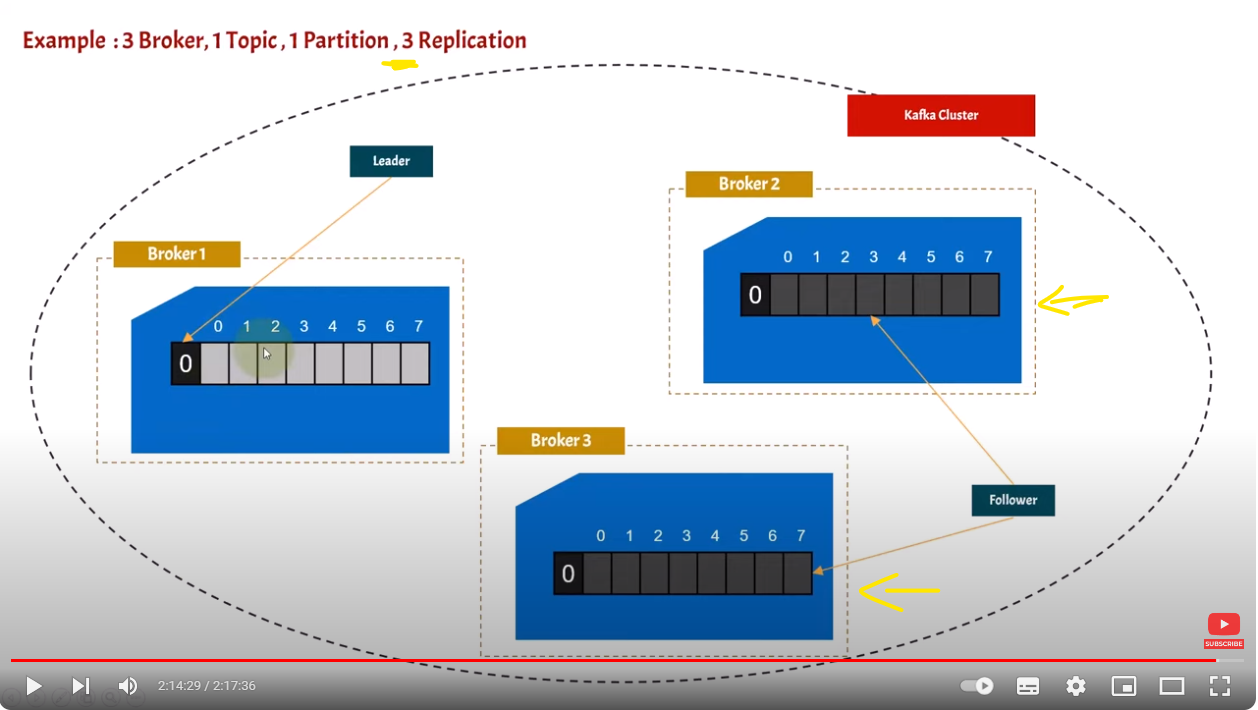 Example : 3 Broker, 1 Topic , 1 Partition , 3 Replication
Kafka Cluster
Leader
Broker 2
0 1 2 3 4 5 6 7
0
Broker 1
0 1 2 3 4 5 6 7
0
Broker 3
0 1 2 3 4 5 6 7
0
Follower
SUBSCRIBE
2:14:29 / 2:17:36